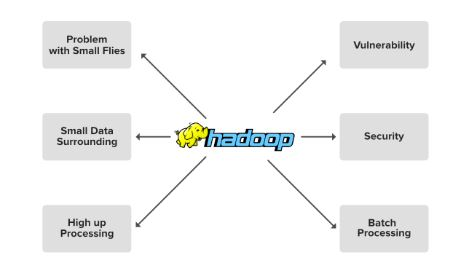 Problem
with Small Flies
Vulnerability
Small Data
Surrounding
hadoop
Security
High up
Processing
Batch
Processing